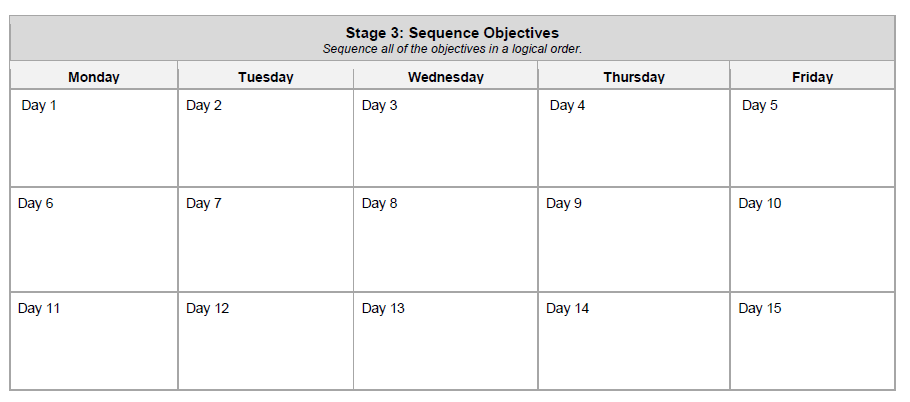 Stage 3: Sequence Objectives
Sequence all of the objectives in a logical order.
Monday Tuesday Wednesday Thursday Friday
Day 1 Day 2 Day 3 Day 4 Day 5
Day 6 Day 7 Day 8 Day 9 Day 10
Day 11 Day 12 Day 13 Day 14 Day 15